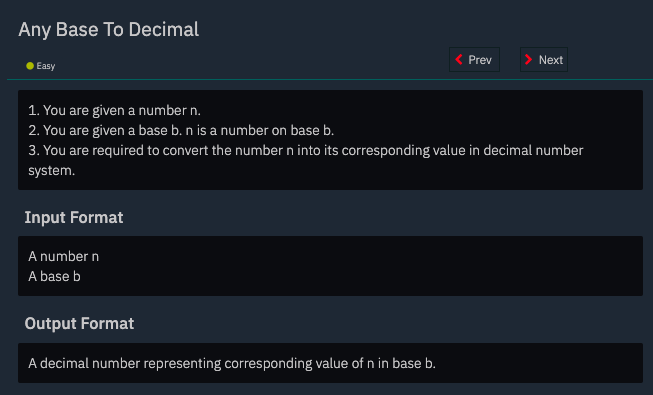 Any Base To Decimal
Easy
Prev
Next
1. You are given a number n.
2. You are given a base b. n is a number on base b.
3. You are required to convert the number n into its corresponding value in decimal number
system.
Input Format
A number n
A base b
Output Format
A decimal number representing corresponding value of n in base b.